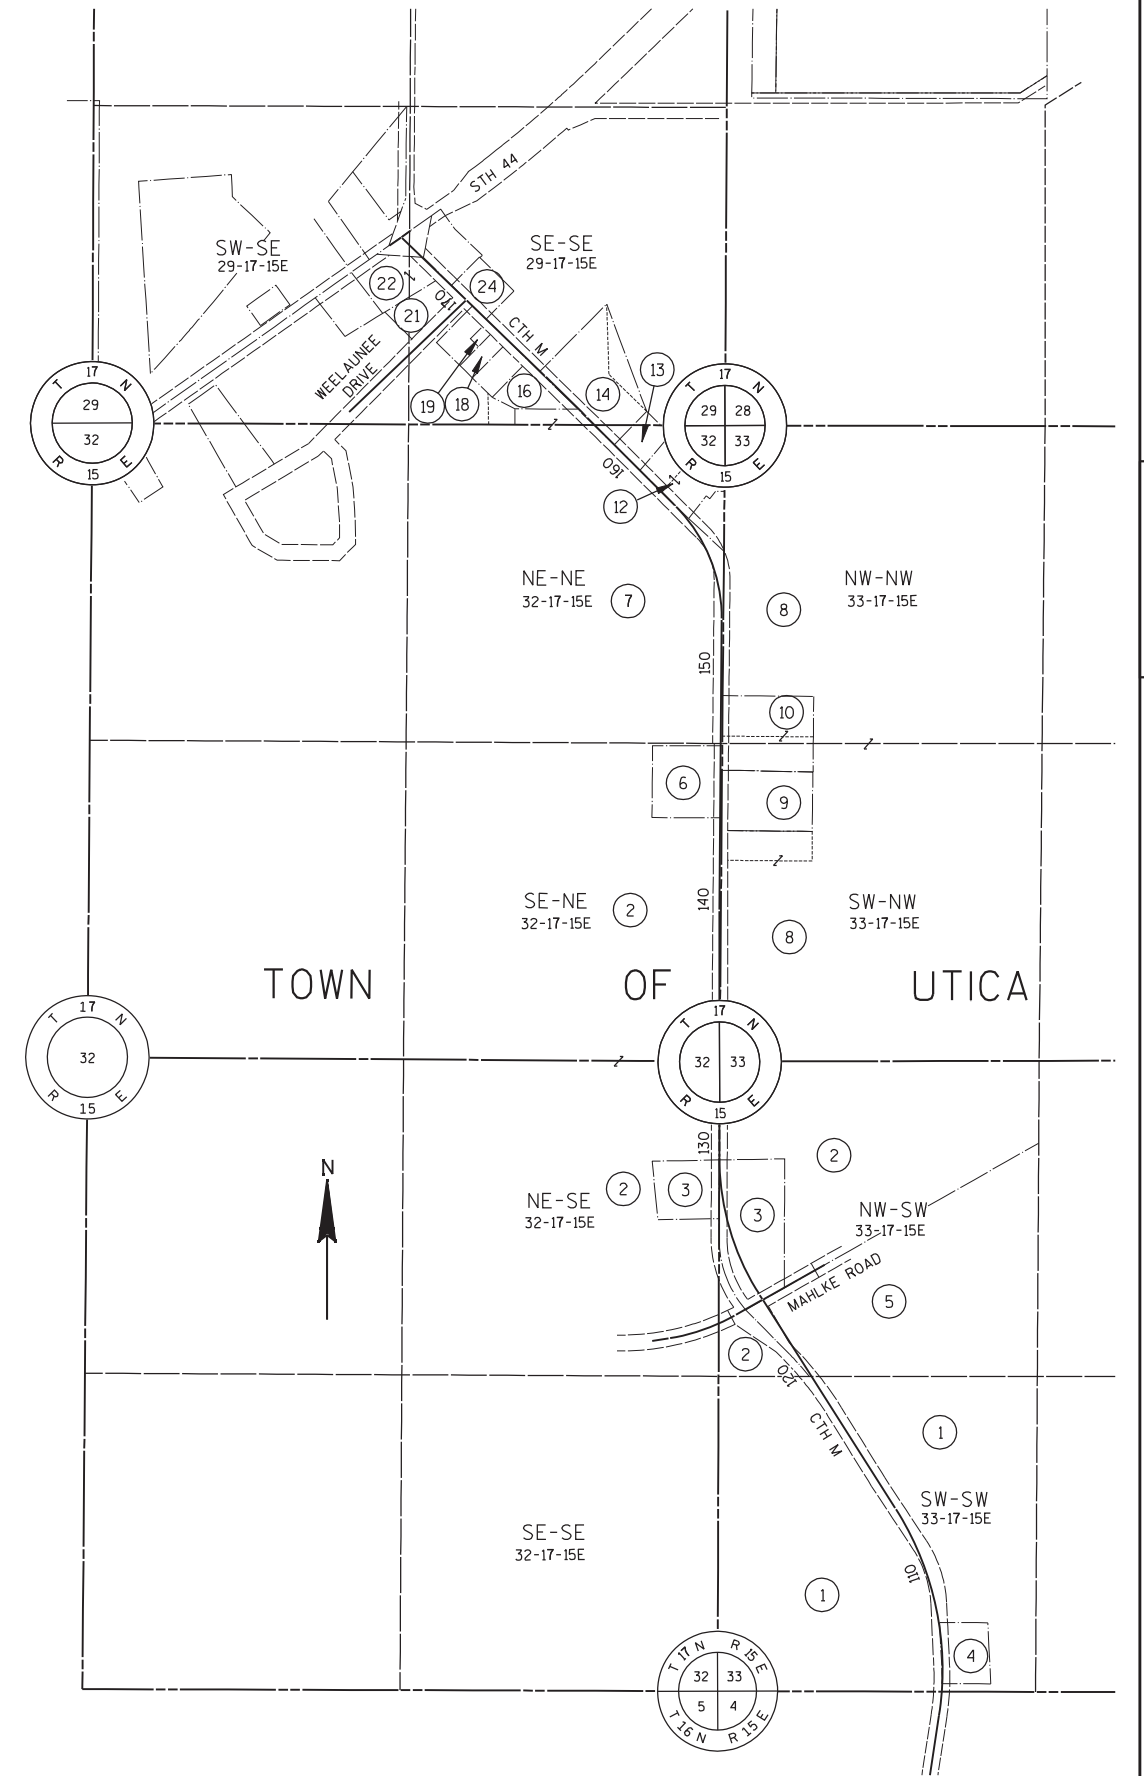 STH 44
SW-SE
29-17-15E
SE-SE
29-17-15E
22
24
170
21
CTH M
WEELAUNEE
DRIVE
19
18
16
14
13
T 17 N
29
32
R 15 E
T 17 N
29 28
32 33
R 15 E
160
12
NE-NE
32-17-15E
7
NW-NW
33-17-15E
8
150
10
6
9
140
SE-NE
32-17-15E
2
SW-NW
33-17-15E
8
TOWN OF UTICA
T 17 N
32
R 15 E
T 17 N
32 33
R 15 E
130
2
N
NE-SE
32-17-15E
2
3
3
NW-SW
33-17-15E
MAHLKE ROAD
5
2
120
CTH M
1
SW-SW
33-17-15E
SE-SE
32-17-15E
110
1
4
T 17 N R 15 E
32 33
5 4
T 16 N R 15 E